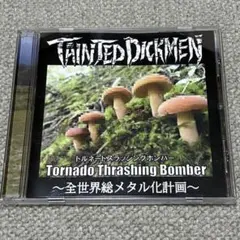 TAINTED DICKMEN
トルネードスラッシングボンバー
Tornado Thrashing Bomber
〜全世界総メタル化計画〜